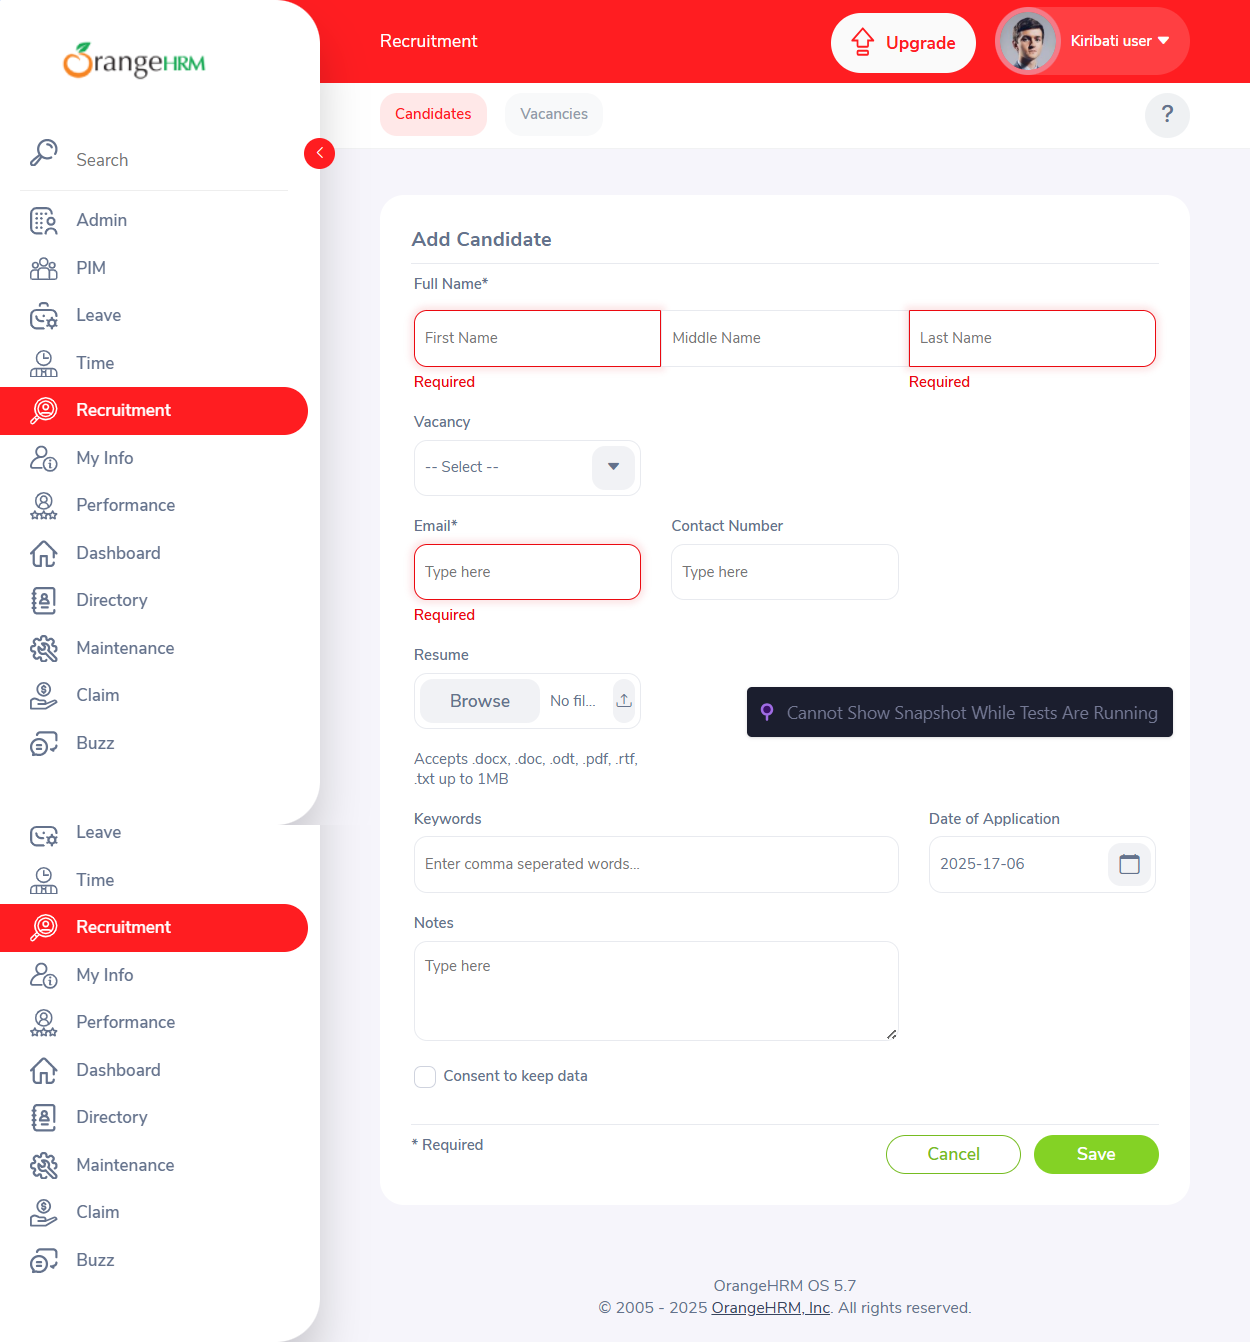 OrangeHRM
Search
Admin
PIM
Leave
Time
Recruitment
My Info
Performance
Dashboard
Directory
Maintenance
Claim
Buzz
Leave
Time
Recruitment
My Info
Performance
Dashboard
Directory
Maintenance
Claim
Buzz
Recruitment
Upgrade
Kiribati user
Candidates
Vacancies
?
Add Candidate
Full Name*
First Name
Middle Name
Last Name
Required
Required
Vacancy
-- Select --
Email*
Contact Number
Type here
Type here
Required
Resume
Browse
No fil...
Cannot Show Snapshot While Tests Are Running
Accepts .docx, .doc, .odt, .pdf, .rtf,
.txt up to 1MB
Keywords
Date of Application
Enter comma seperated words...
2025-17-06
Notes
Type here
Consent to keep data
* Required
Cancel
Save
OrangeHRM OS 5.7
© 2005 - 2025 OrangeHRM, Inc. All rights reserved.